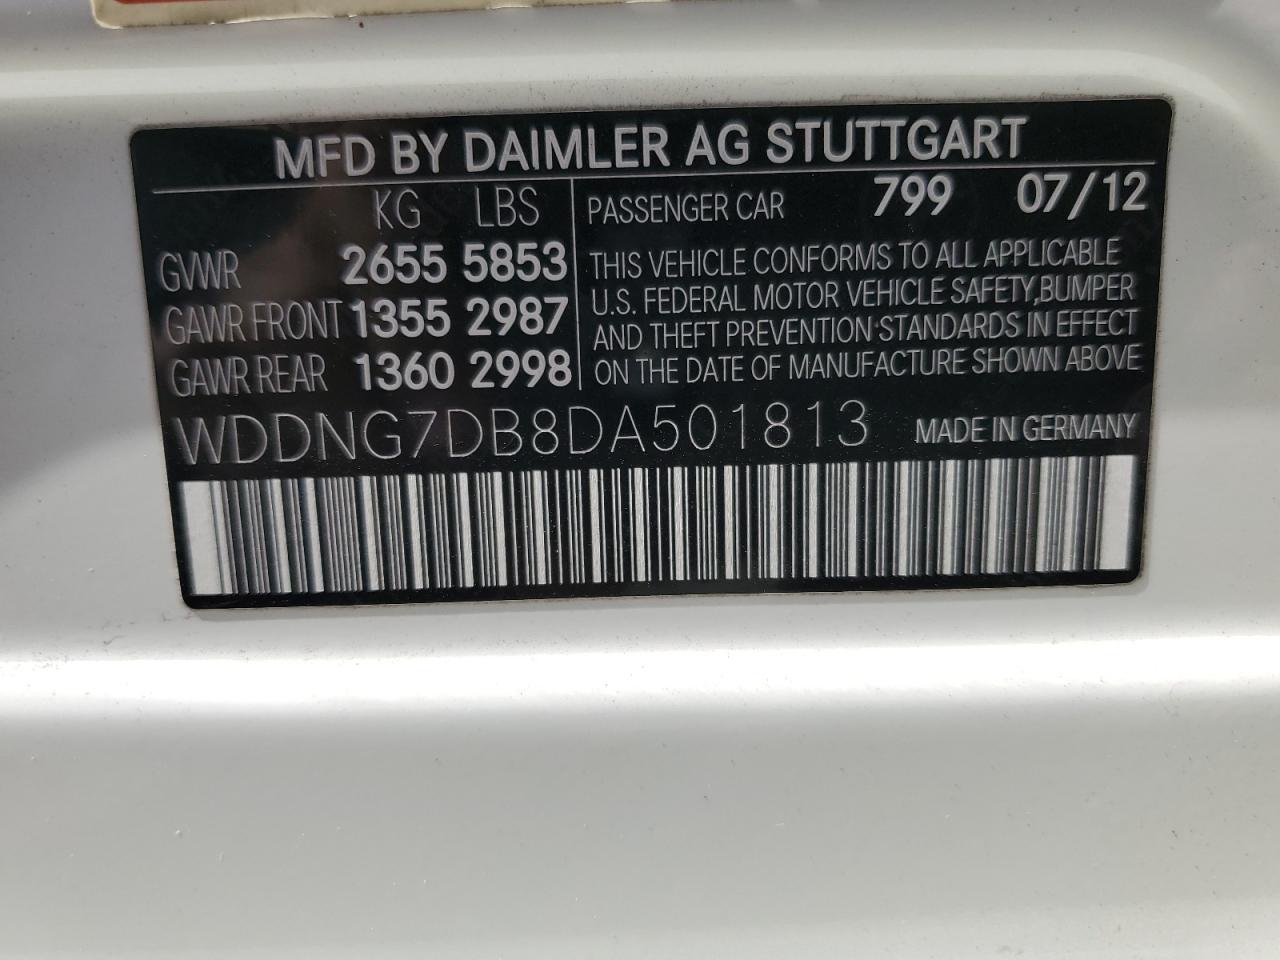 MFD BY DAIMLER AG STUTTGART
KG LBS
GVWR 2655 5853
GAWR FRONT 1355 2987
GAWR REAR 1360 2998
PASSENGER CAR 799 07/12
THIS VEHICLE CONFORMS TO ALL APPLICABLE
U.S. FEDERAL MOTOR VEHICLE SAFETY, BUMPER
AND THEFT PREVENTION STANDARDS IN EFFECT
ON THE DATE OF MANUFACTURE SHOWN ABOVE
WDDNG7DB8DA501813 MADE IN GERMANY